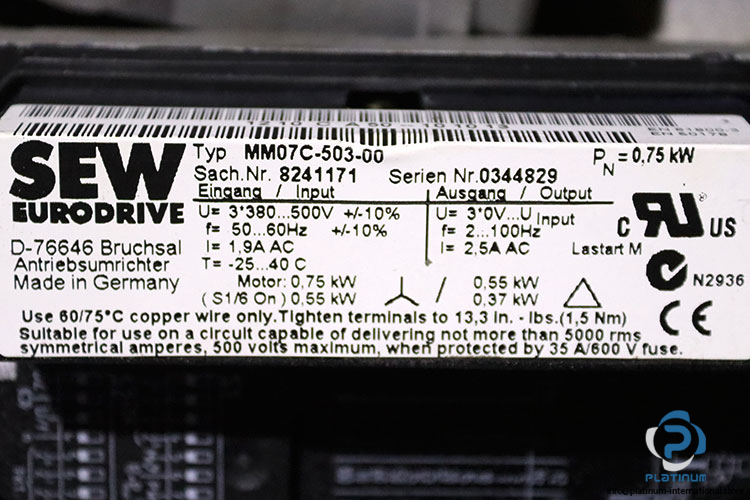 SEW
EURODRIVE
D-76646 Bruchsal
Antriebsumrichter
Made in Germany
Typ MM07C-503-00
P N = 0,75 kW
Sach.Nr. 8241171 Serien Nr.0344829
Eingang / Input
U= 3*380...500V +/-10%
f= 50...60Hz +/-10%
I= 1,9A AC
T= -25...40 C
Ausgang / Output
U= 3*0V...U Input
f= 2...100Hz
I= 2,5A AC
Lastart M
C RU US
N2936
CE
Motor: 0,75 kW / 0,55 kW
( S1/6 On ) 0,55 kW 0,37 kW
Use 60/75°C copper wire only.Tighten terminals to 13,3 in. - lbs.(1,5 Nm)
Suitable for use on a circuit capable of delivering not more than 5000 rms
symmetrical amperes, 500 volts maximum, when protected by 35 A/600 V fuse.
PLATINUM